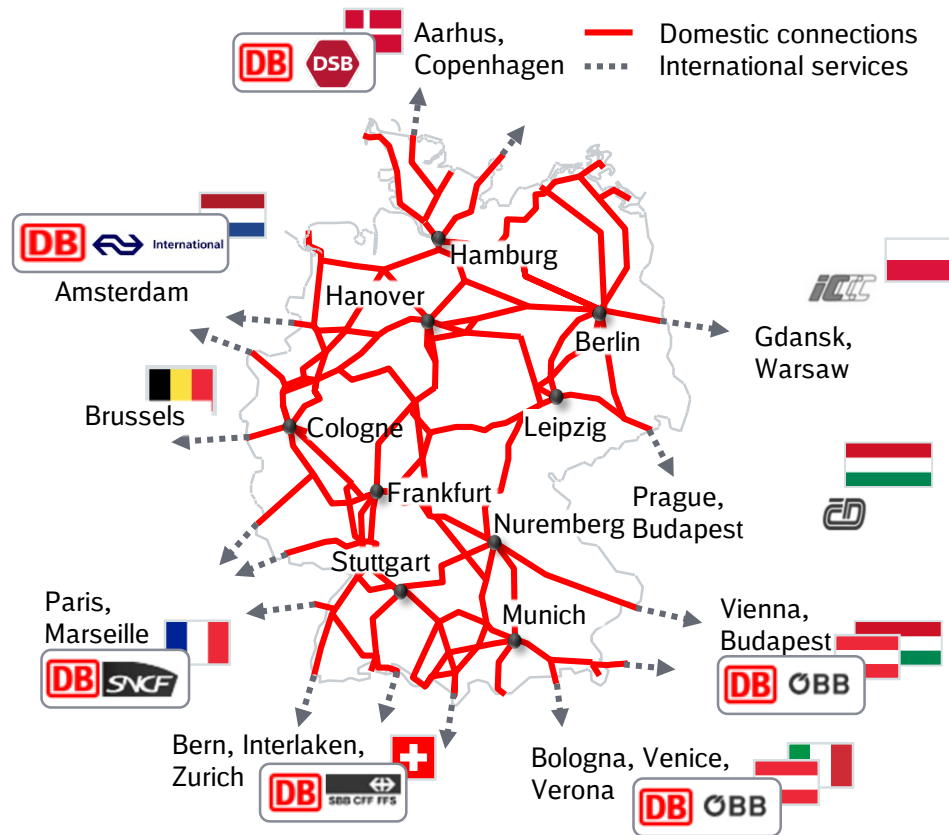 Aarhus,
Copenhagen
DB
DSB
Domestic connections
International services
DB
International
Amsterdam
Hamburg
Hanover
Berlin
Gdansk,
Warsaw
Brussels
Cologne
Leipzig
Frankfurt
Nuremberg
Prague,
Budapest
Stuttgart
Munich
Paris,
Marseille
DB
SNCF
Vienna,
Budapest
DB
ÖBB
Bern, Interlaken,
Zurich
DB
SBB CFF FFS
Bologna, Venice,
Verona
DB
ÖBB